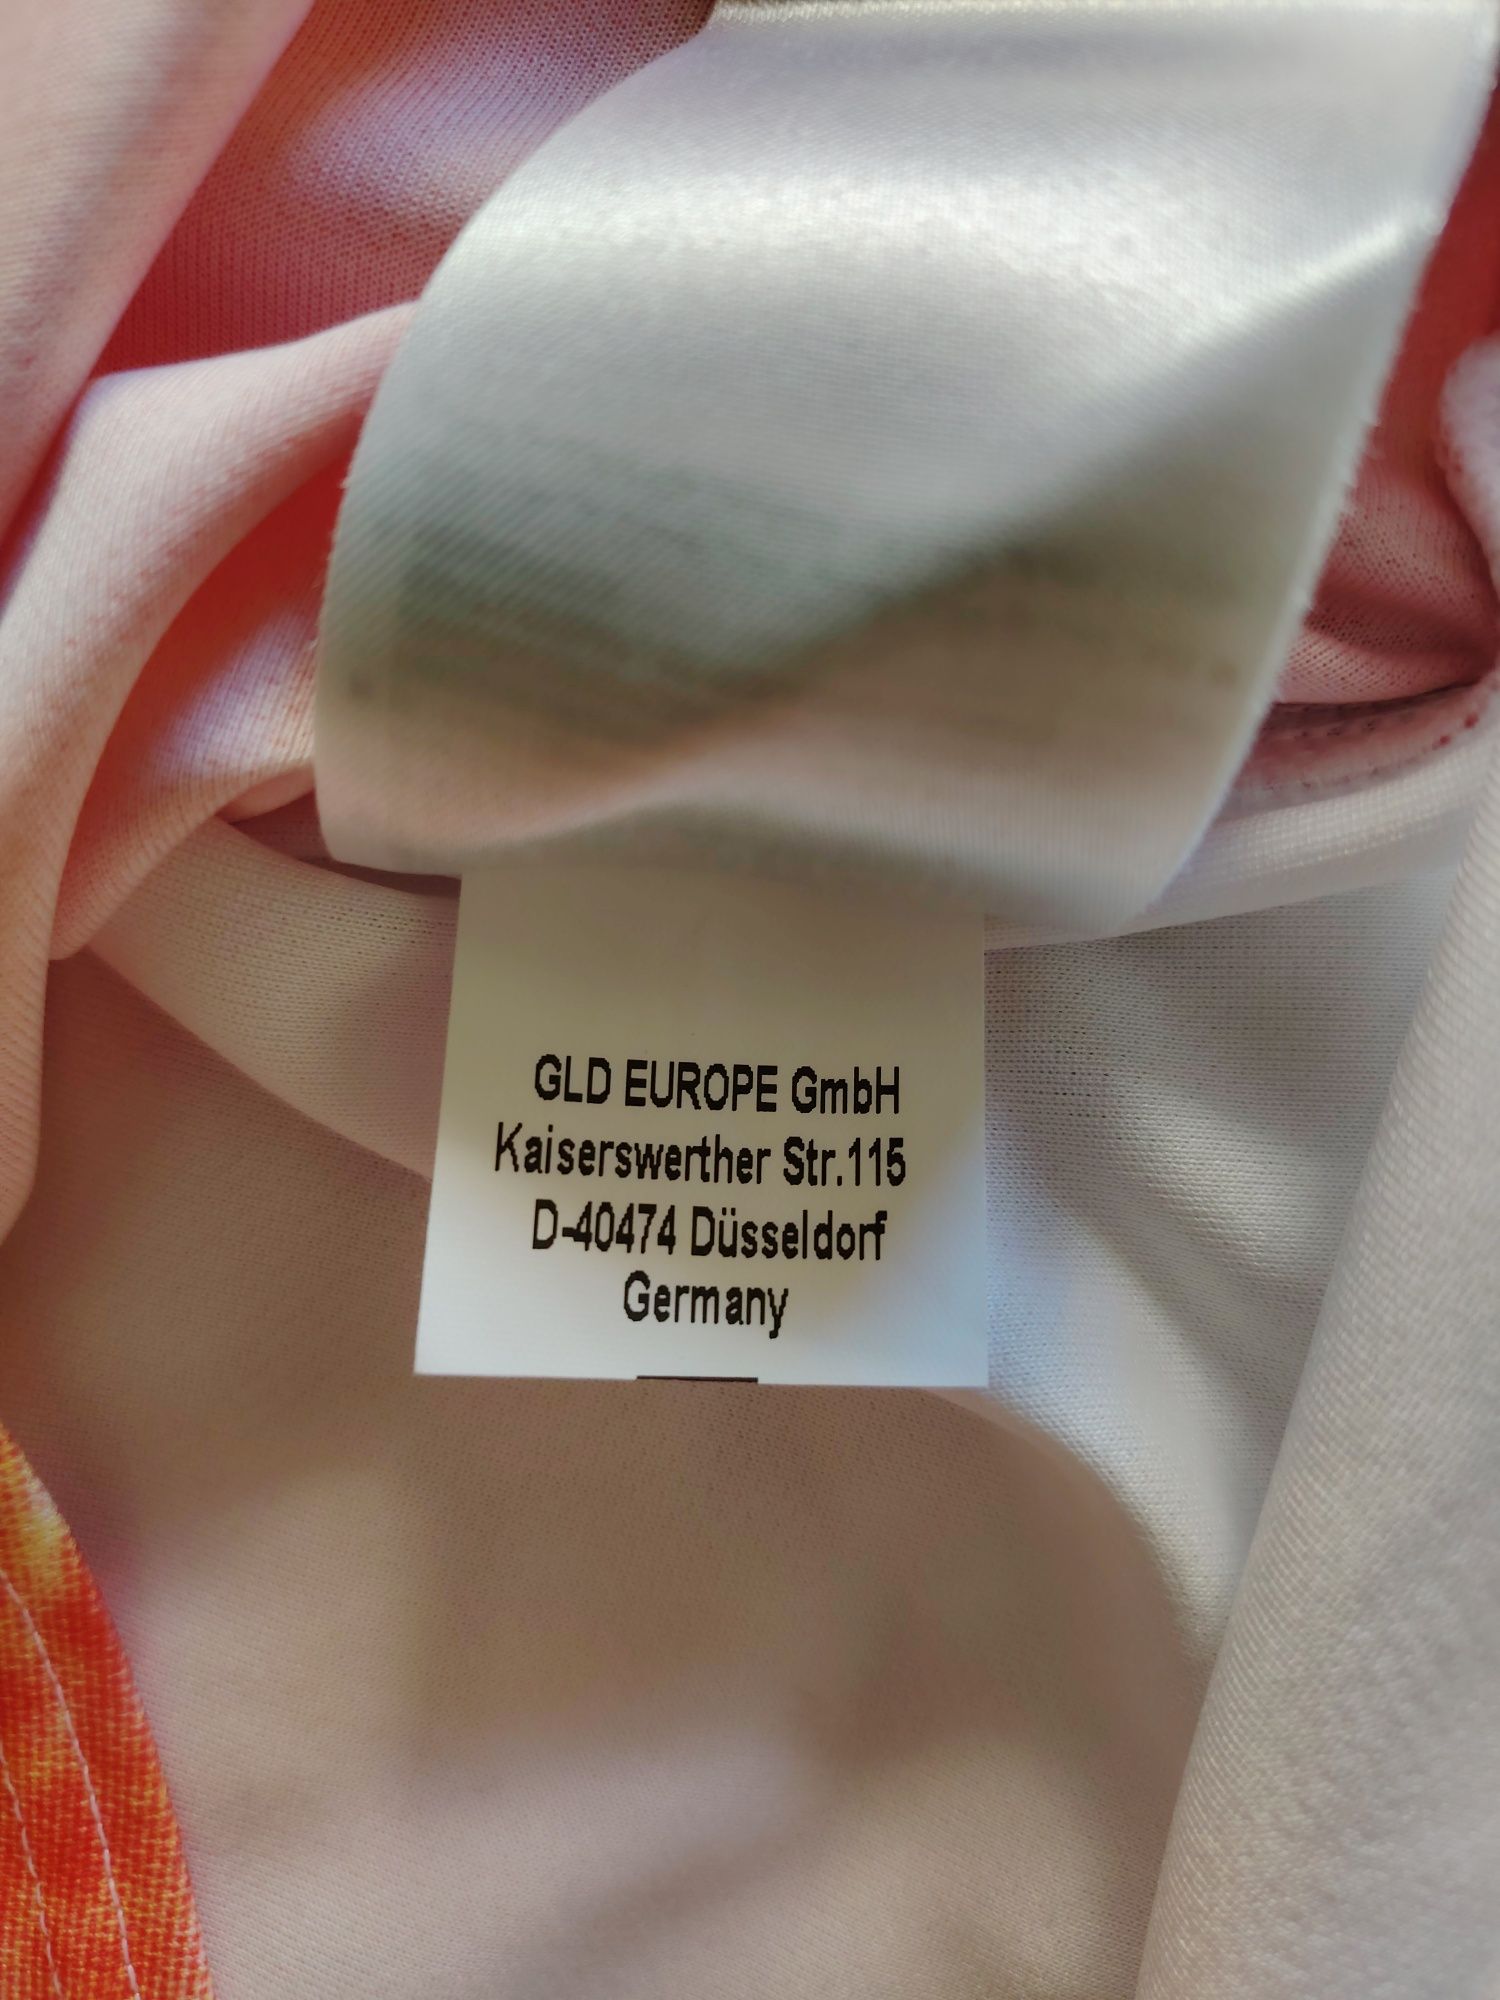 GLD EUROPE GmbH
Kaiserswerther Str.115
D-40474 Düsseldorf
Germany